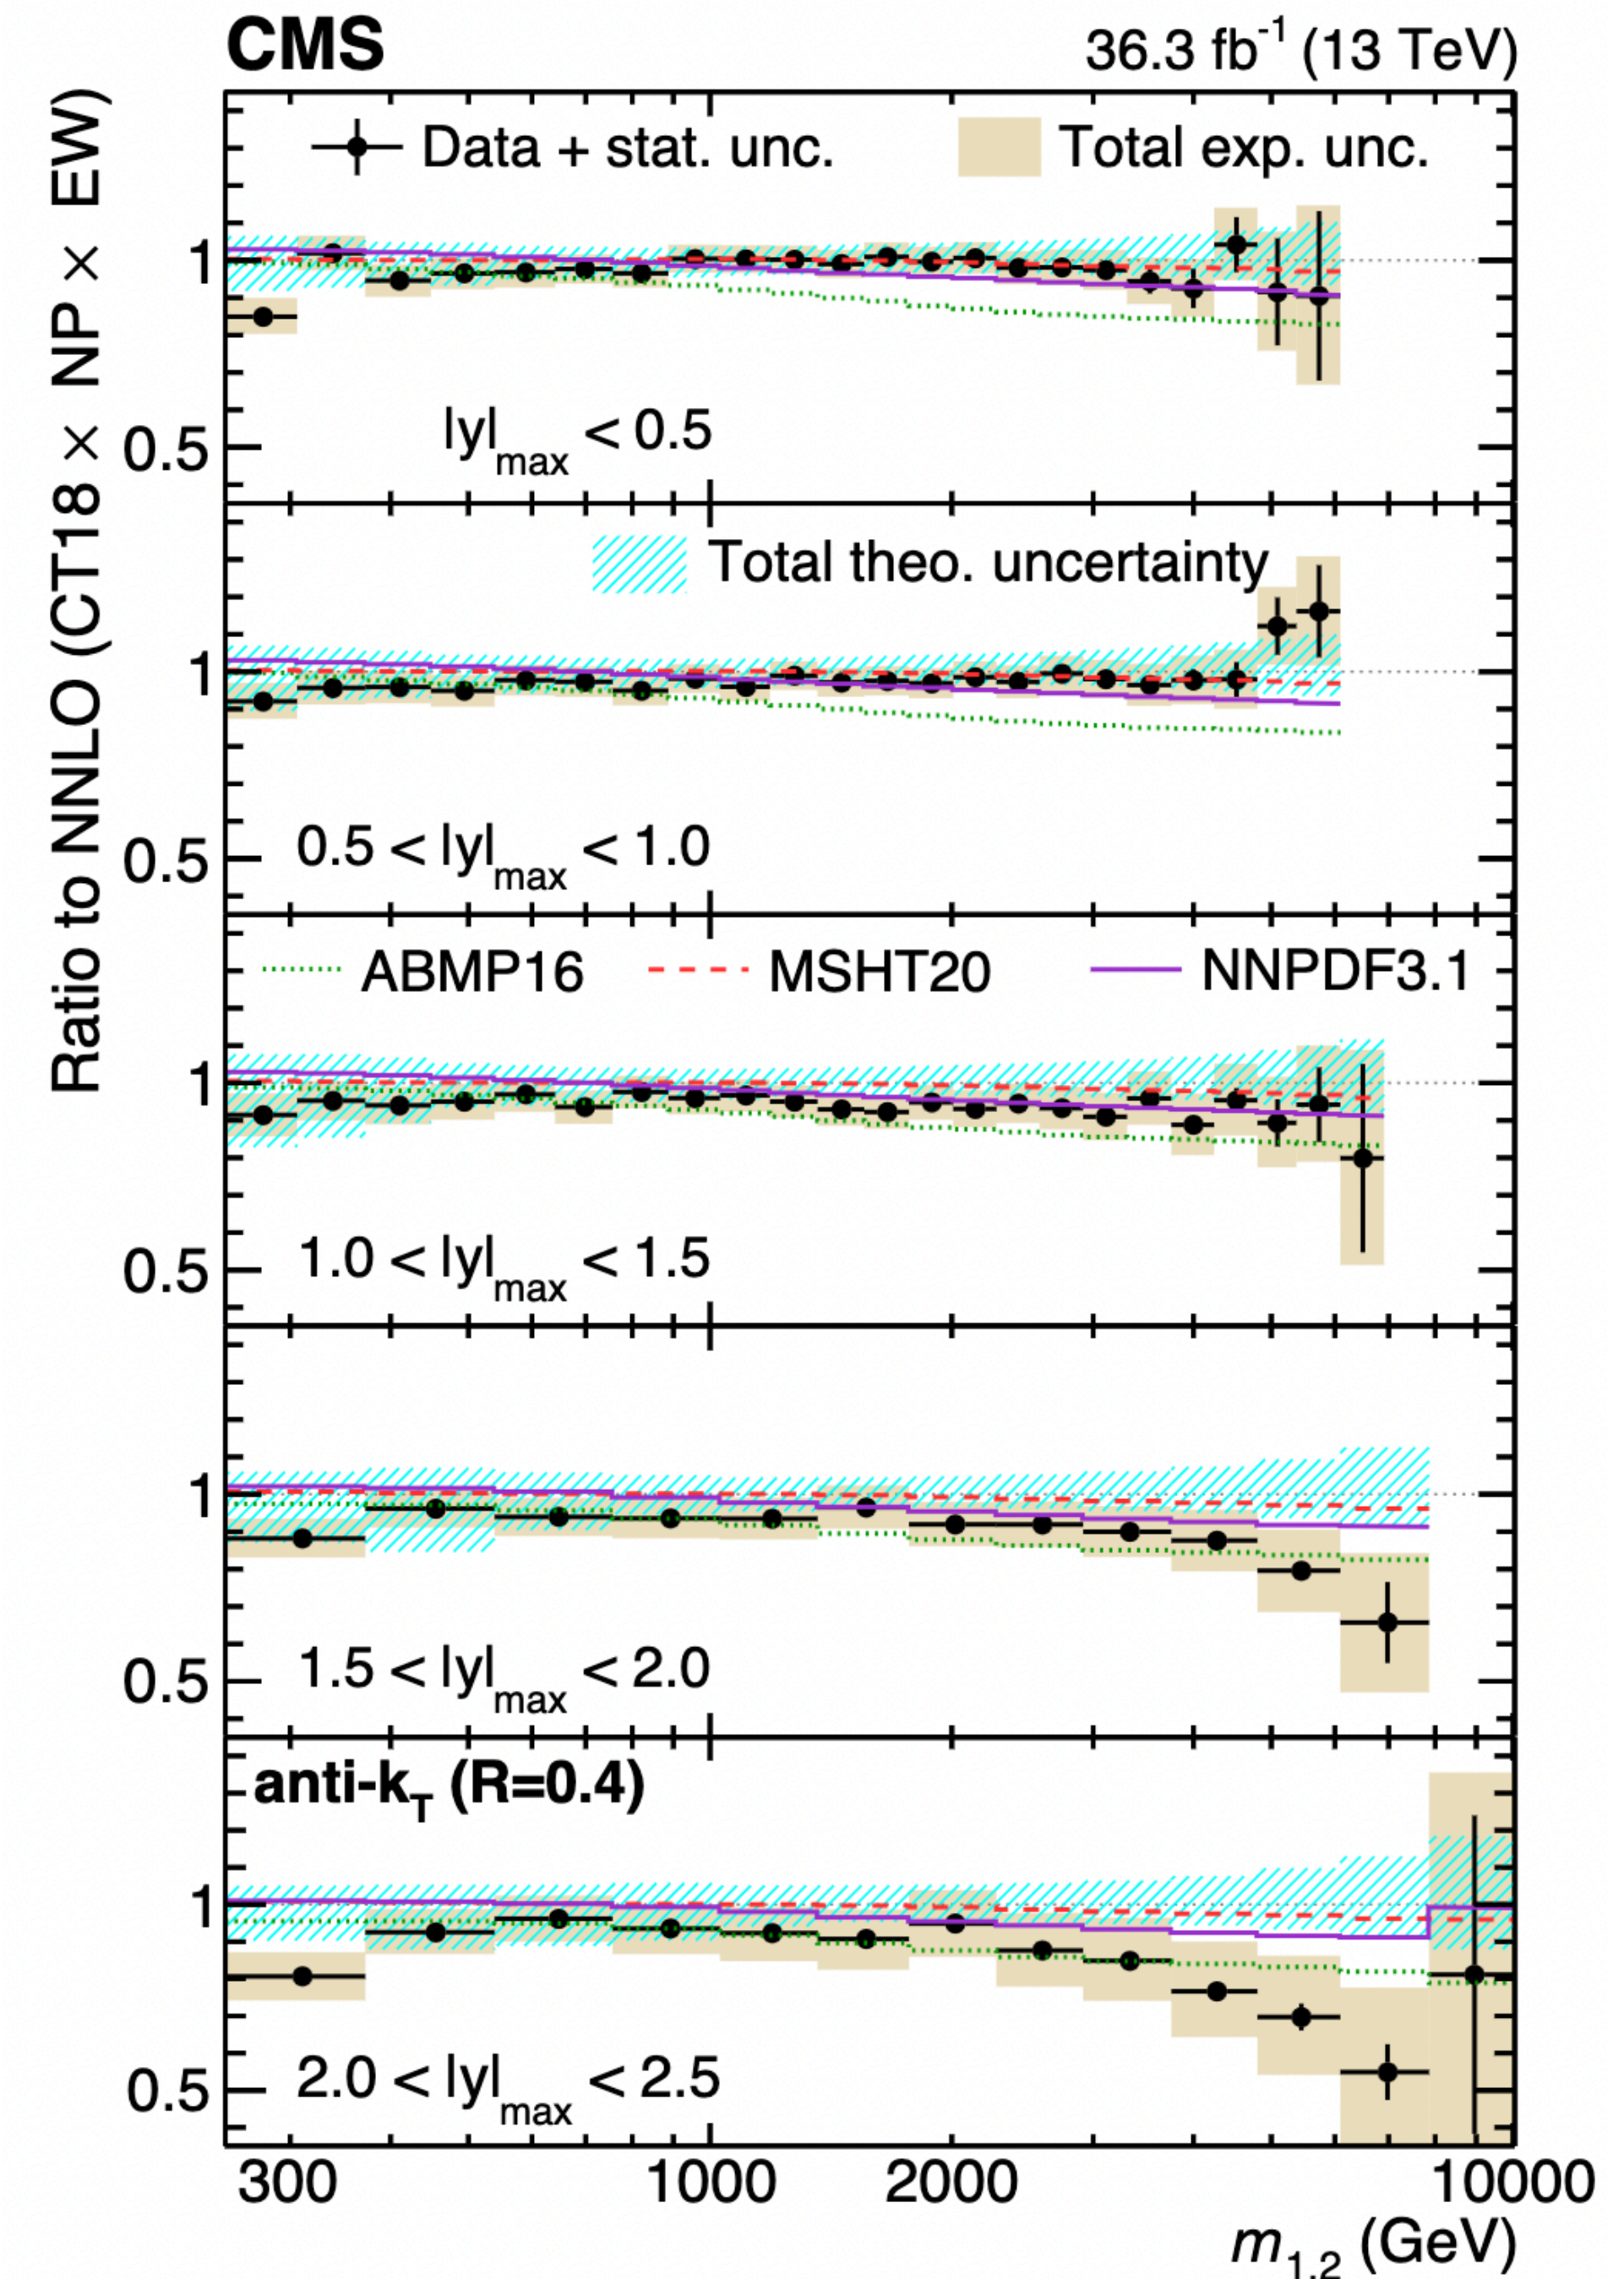 CMS 36.3 fb⁻¹ (13 TeV)
Ratio to NNLO (CT18 × NP × EW)
Data + stat. unc. Total exp. unc.
1
0.5
|y|max < 0.5
Total theo. uncertainty
1
0.5
0.5 < |y|max < 1.0
ABMP16 MSHT20 NNPDF3.1
1
0.5
1.0 < |y|max < 1.5
1
0.5
1.5 < |y|max < 2.0
anti-kT (R=0.4)
1
0.5
2.0 < |y|max < 2.5
300 1000 2000 10000
m1,2 (GeV)